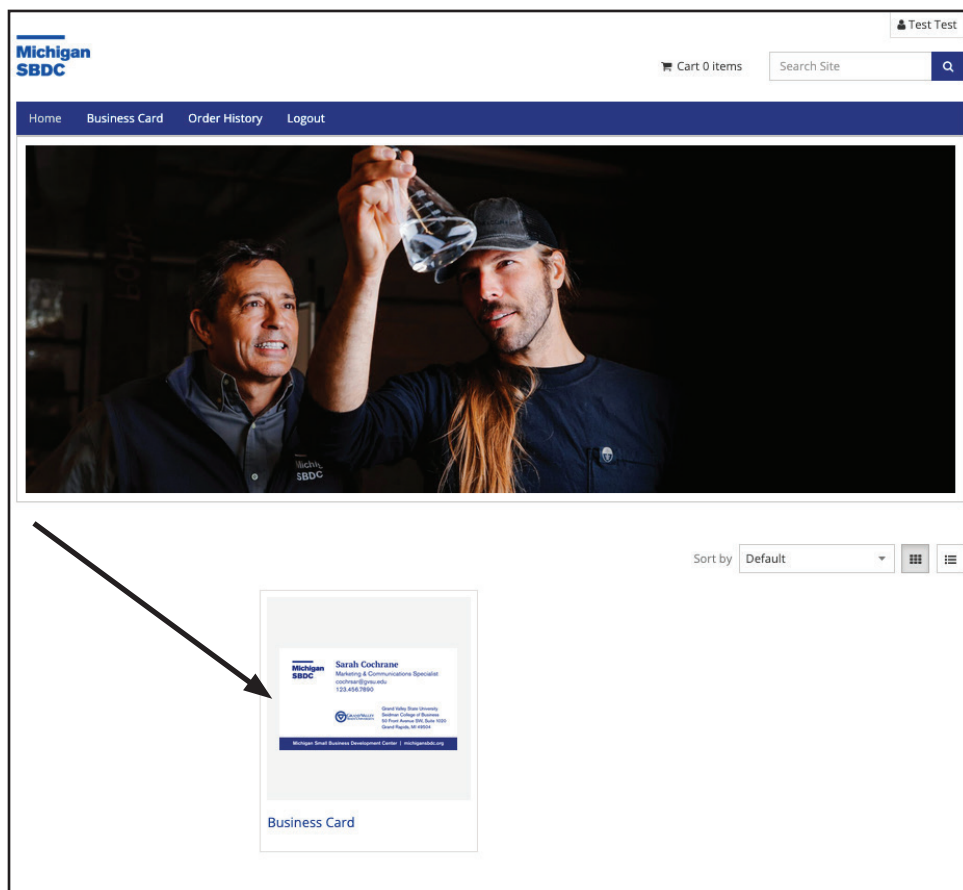 Test Test
Michigan
SBDC
Cart 0 items
Search Site
Home Business Card Order History Logout
Michi
SBDC
Sort by Default
Michigan
SBDC
Sarah Cochrane
Marketing & Communications Specialist
cochrsar@gvsu.edu
123.456.7890
Grand Valley
Grand Valley State University
Seidman College of Business
50 Front Avenue SW, Suite 1020
Grand Rapids, MI 49504
Michigan Small Business Development Center | michigansbdc.org
Business Card